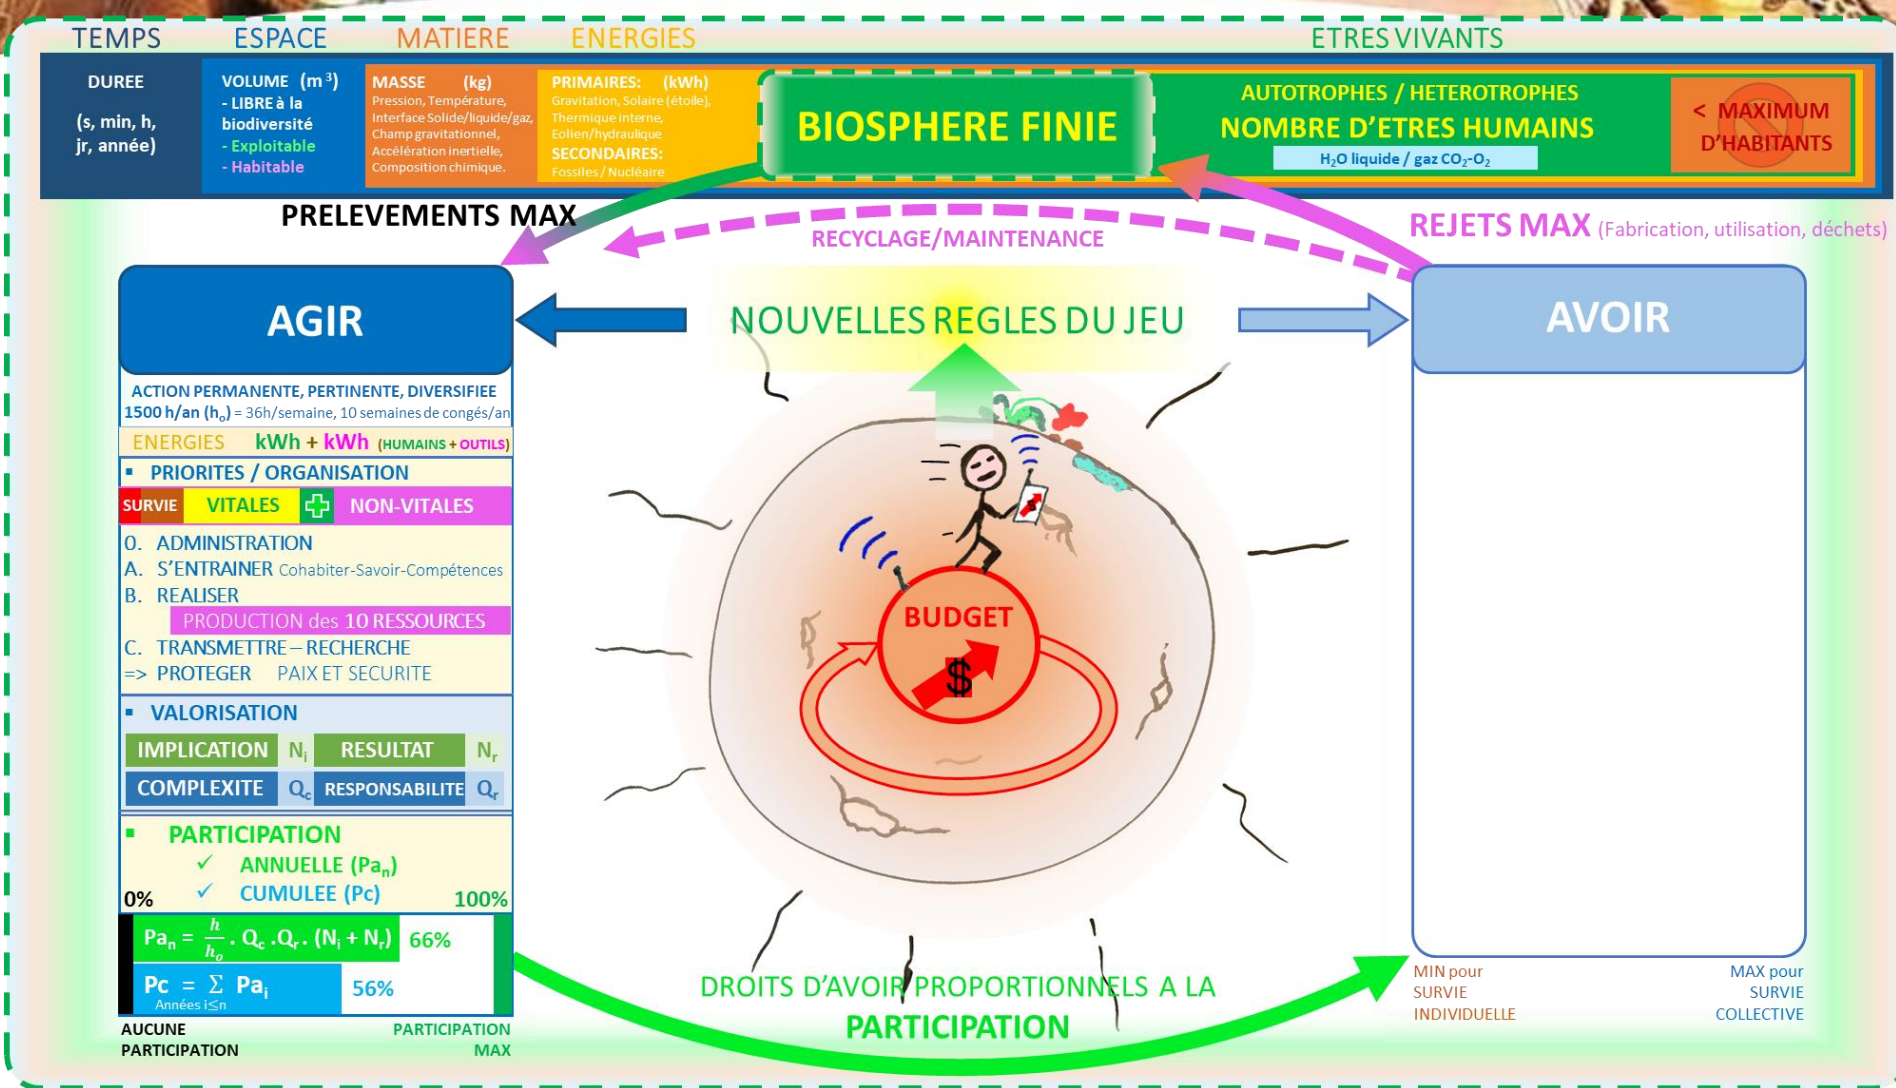 TEMPS
ESPACE
MATIERE
ENERGIES
ETRES VIVANTS
DUREE
(s, min, h,
jr, année)
VOLUME (m³)
- LIBRE à la
biodiversité
- Exploitable
- Habitable
MASSE (kg)
Pression, Température,
Interface Solide/liquide/gaz,
Champ gravitationnel,
Accélération inertielle,
Composition chimique.
PRIMAIRES: (kWh)
Gravitation, Solaire (étoile),
Thermique interne,
Eolien/hydraulique
SECONDAIRES:
Fossiles / Nucléaire
BIOSPHERE FINIE
AUTOTROPHES / HETEROTROPHES
NOMBRE D'ETRES HUMAINS
H₂O liquide / gaz CO₂-O₂
< MAXIMUM
D'HABITANTS
PRELEVEMENTS MAX
RECYCLAGE/MAINTENANCE
REJETS MAX (Fabrication, utilisation, déchets)
AGIR
NOUVELLES REGLES DU JEU
AVOIR
ACTION PERMANENTE, PERTINENTE, DIVERSIFIEE
1500 h/an (hₒ) = 36h/semaine, 10 semaines de congés/an
ENERGIES kWh + kWh (HUMAINS + OUTILS)
▪ PRIORITES / ORGANISATION
SURVIE VITALES NON-VITALES
0. ADMINISTRATION
A. S'ENTRAINER Cohabiter-Savoir-Compétences
B. REALISER
PRODUCTION des 10 RESSOURCES
C. TRANSMETTRE – RECHERCHE
=> PROTEGER PAIX ET SECURITE
▪ VALORISATION
IMPLICATION Nᵢ RESULTAT Nᵣ
COMPLEXITE Q꜀ RESPONSABILITE Qᵣ
▪ PARTICIPATION
✓ ANNUELLE (Paₙ)
✓ CUMULEE (Pc)
0% 100%
Paₙ = h/hₒ . Q꜀ .Qᵣ . (Nᵢ + Nᵣ) 66%
Pc = Σ Paᵢ 56%
Années i≤n
AUCUNE
PARTICIPATION
PARTICIPATION
MAX
BUDGET
$
DROITS D'AVOIR PROPORTIONNELS A LA
PARTICIPATION
MIN pour
SURVIE
INDIVIDUELLE
MAX pour
SURVIE
COLLECTIVE